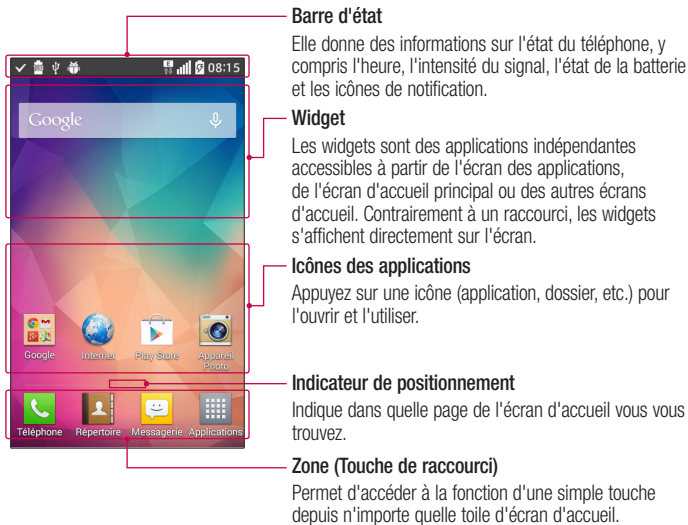 Barre d'état
Elle donne des informations sur l'état du téléphone, y
compris l'heure, l'intensité du signal, l'état de la batterie
et les icônes de notification.
08:15
Google
Widget
Les widgets sont des applications indépendantes
accessibles à partir de l'écran des applications,
de l'écran d'accueil principal ou des autres écrans
d'accueil. Contrairement à un raccourci, les widgets
s'affichent directement sur l'écran.
Icônes des applications
Appuyez sur une icône (application, dossier, etc.) pour
l'ouvrir et l'utiliser.
Google Internet Play Store Appareil
Photo
Indicateur de positionnement
Indique dans quelle page de l'écran d'accueil vous vous
trouvez.
Téléphone Répertoire Messagerie Applications
Zone (Touche de raccourci)
Permet d'accéder à la fonction d'une simple touche
depuis n'importe quelle toile d'écran d'accueil.